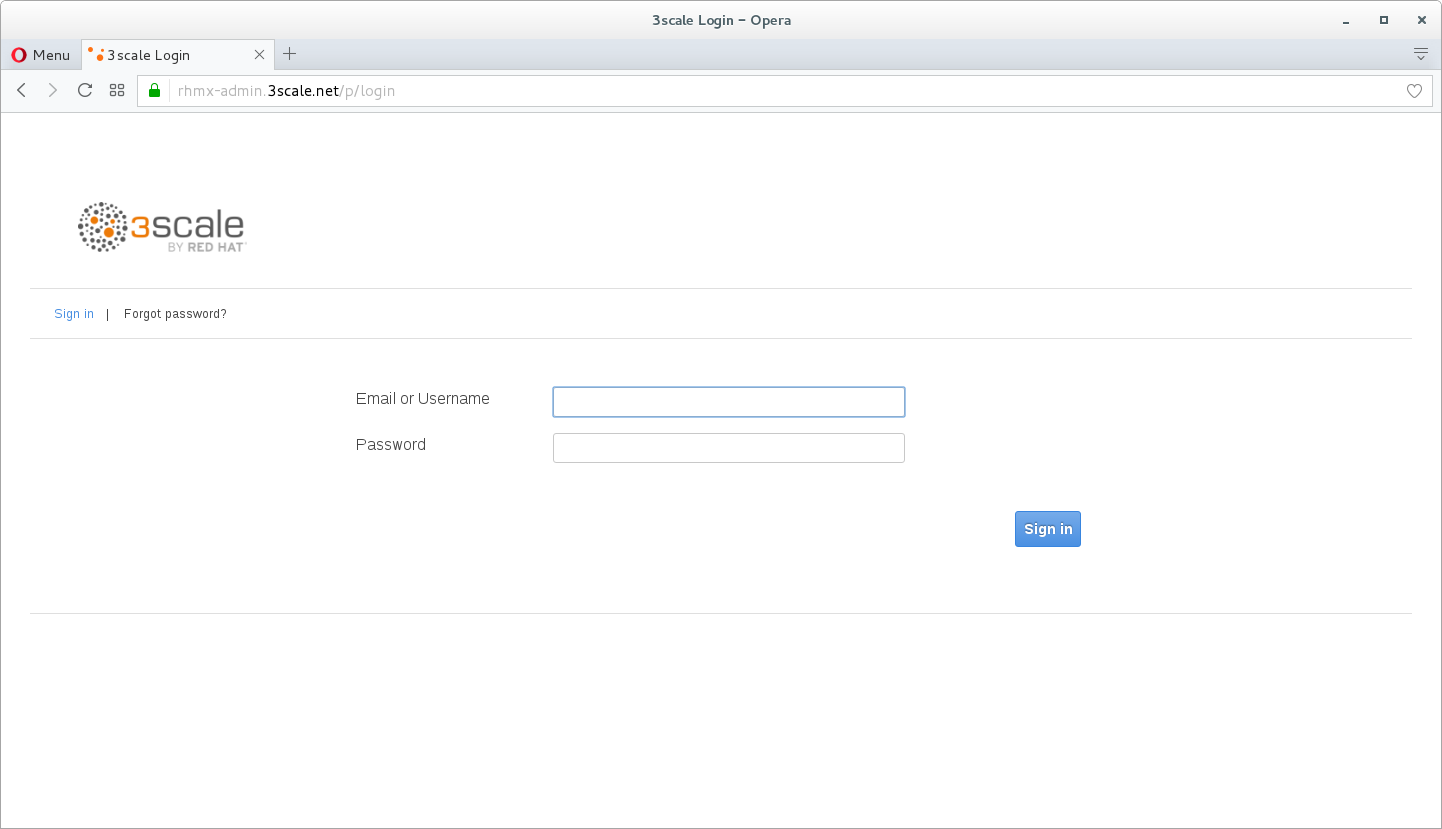 3scale Login – Opera
Menu
3scale Login
rhmx-admin.3scale.net/p/login
3scale
BY RED HAT
Sign in | Forgot password?
Email or Username
Password
Sign in